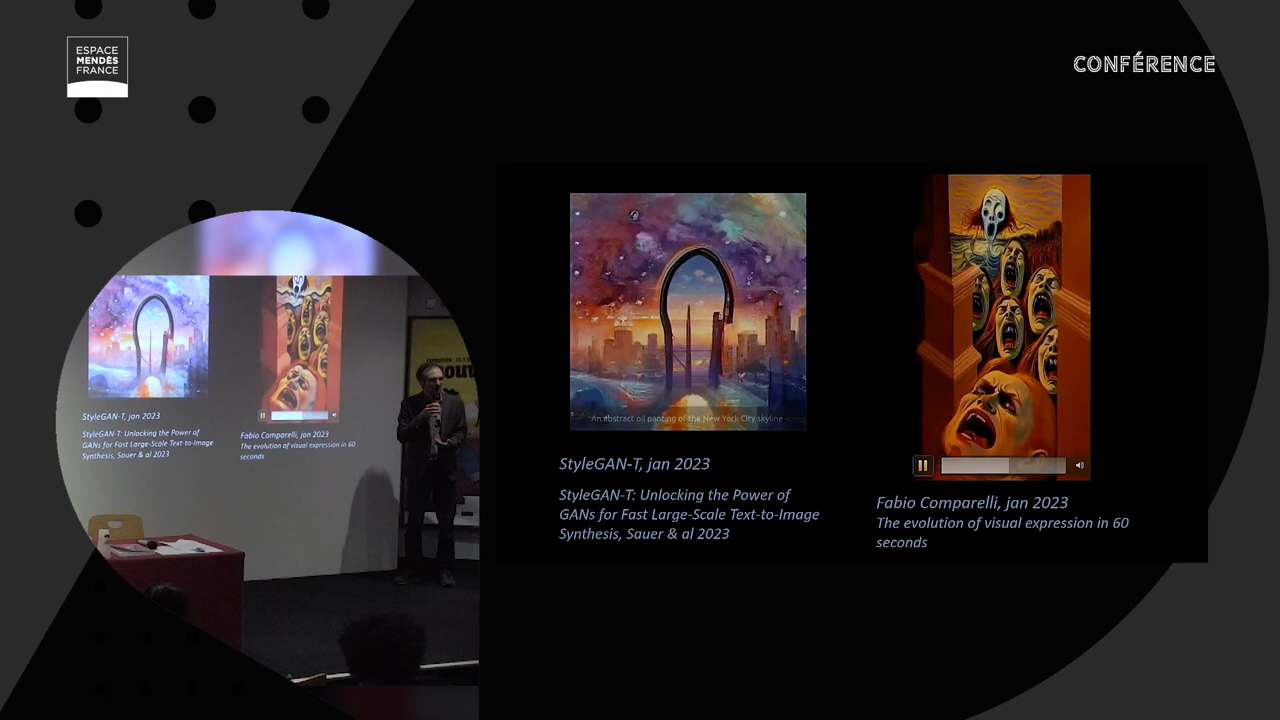 ESPACE
MENDÈS
FRANCE
CONFÉRENCE
An abstract oil panting of the New York City skyline
StyleGAN-T, jan 2023
StyleGAN-T: Unlocking the Power of
GANs for Fast Large-Scale Text-to-Image
Synthesis, Sauer & al 2023
Fabio Comparelli, jan 2023
The evolution of visual expression in 60
seconds
StyleGAN-T, jan 2023
StyleGAN-T: Unlocking the Power of
GANs for Fast Large-Scale Text-to-Image
Synthesis, Sauer & al 2023
Fabio Comparelli, jan 2023
The evolution of visual expression in 60
seconds